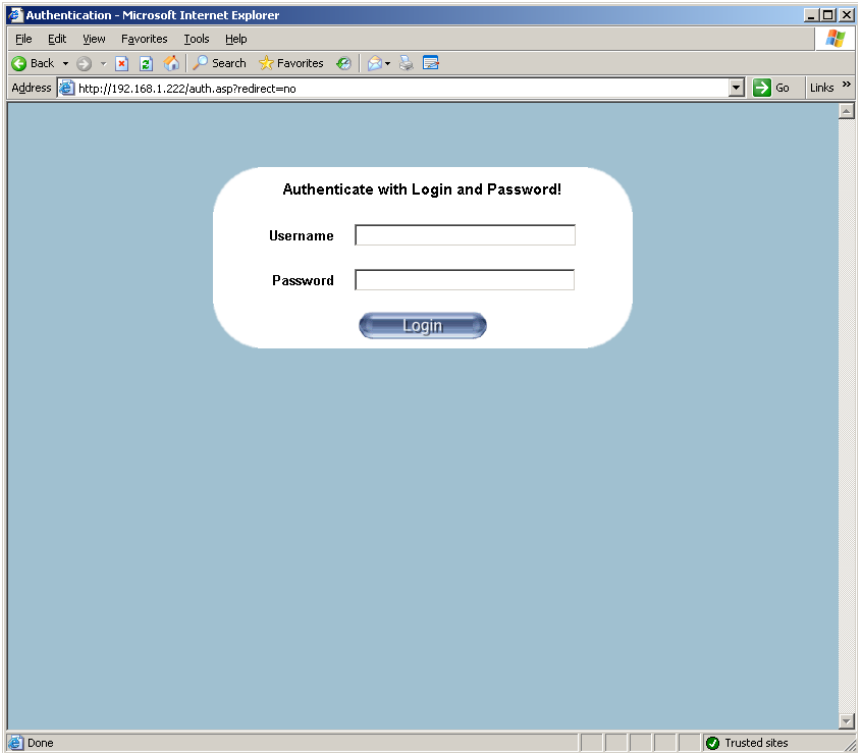 Authentication - Microsoft Internet Explorer
File Edit View Favorites Tools Help
Back Search Favorites
Address http://192.168.1.222/auth.asp?redirect=no Go Links »
Authenticate with Login and Password!
Username
Password
Login
Done Trusted sites